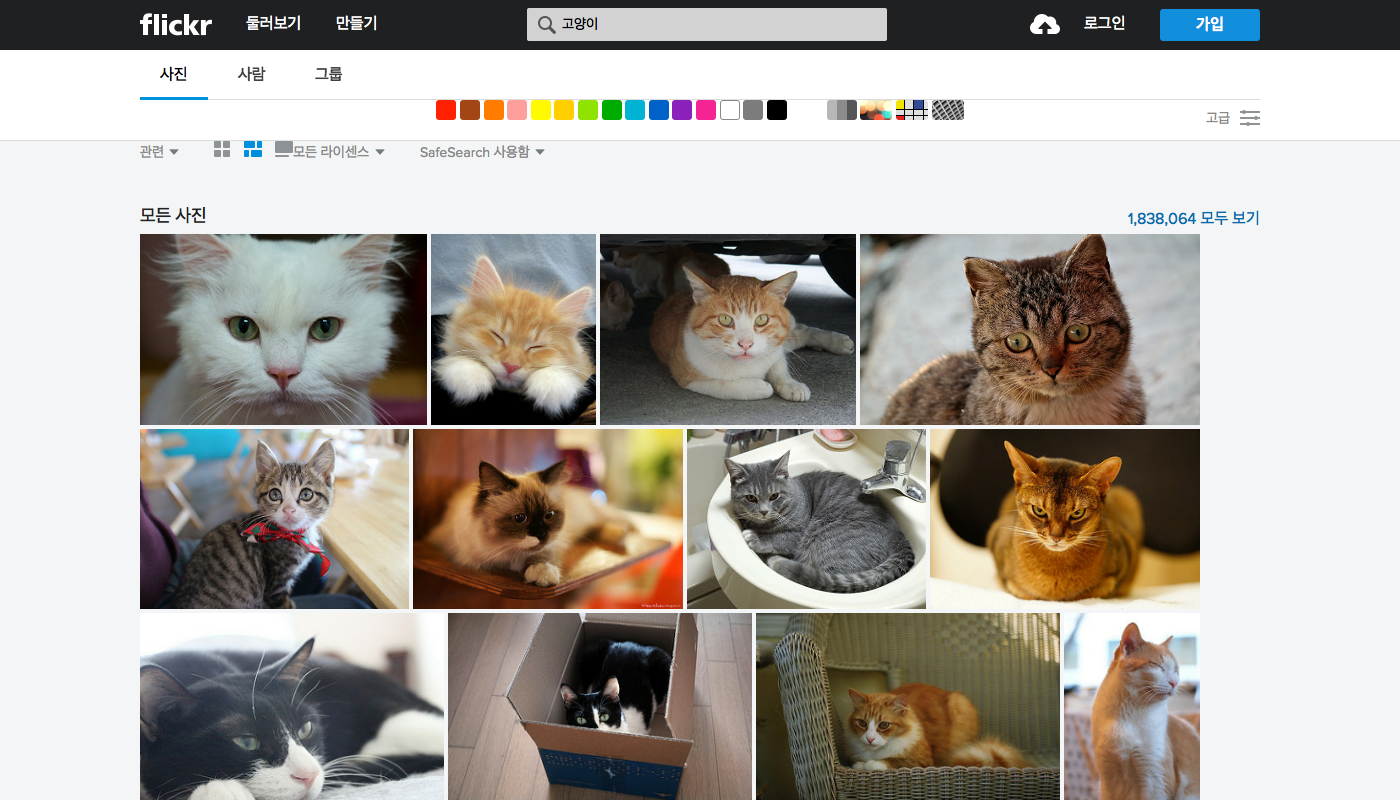 flickr 둘러보기 만들기 고양이 로그인 가입
사진 사람 그룹
고급
관련 모든 라이센스 SafeSearch 사용함
모든 사진 1,838,064 모두 보기